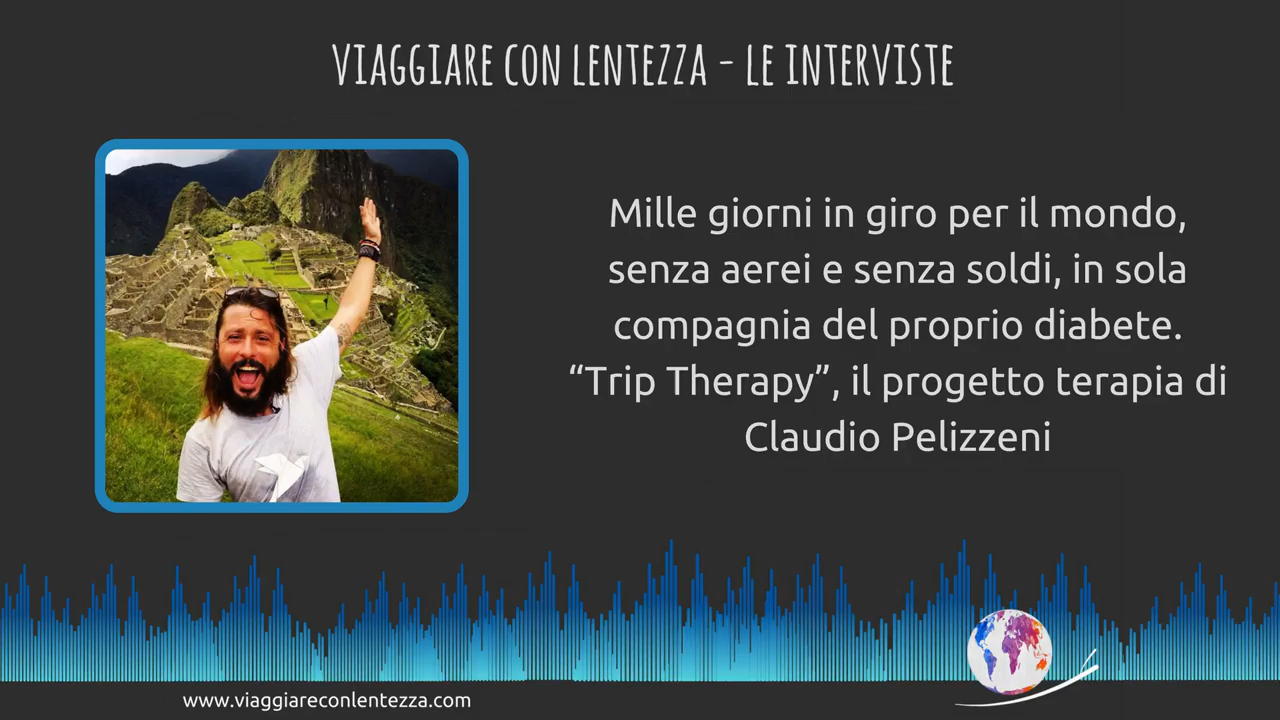 VIAGGIARE CON LENTEZZA - LE INTERVISTE
Mille giorni in giro per il mondo,
senza aerei e senza soldi, in sola
compagnia del proprio diabete.
“Trip Therapy”, il progetto terapia di
Claudio Pelizzeni
www.viaggiareconlentezza.com